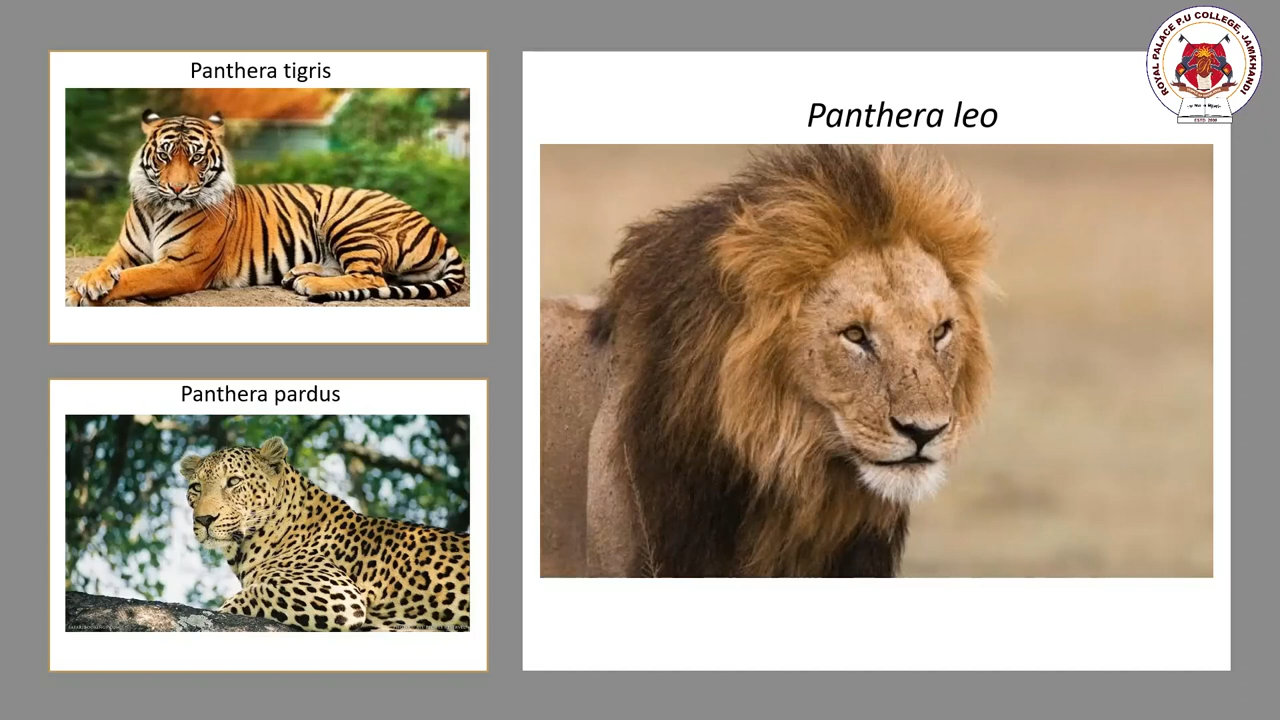 Panthera tigris
Panthera leo
Panthera pardus
ROYAL PALACE P.U COLLEGE, JAMKHANDI